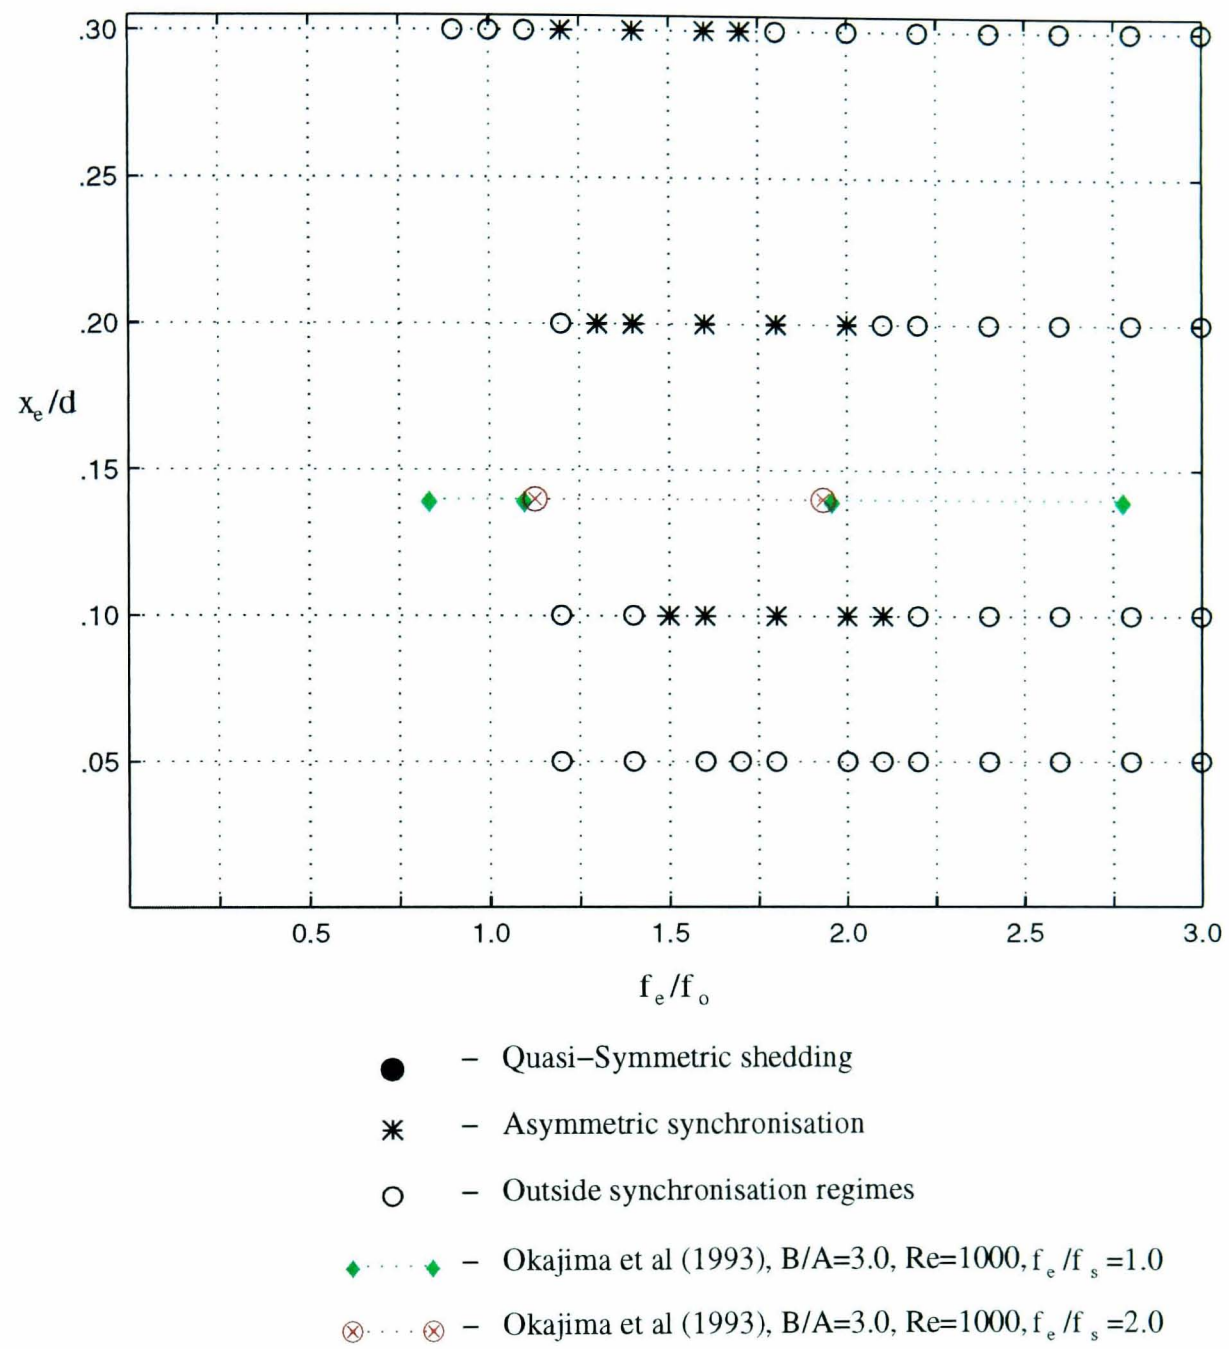 .30
.25
.20
x_e/d
.15
.10
.05
0.5 1.0 1.5 2.0 2.5 3.0
f_e/f_o
– Quasi–Symmetric shedding
– Asymmetric synchronisation
– Outside synchronisation regimes
– Okajima et al (1993), B/A=3.0, Re=1000, f_e/f_s=1.0
– Okajima et al (1993), B/A=3.0, Re=1000, f_e/f_s=2.0